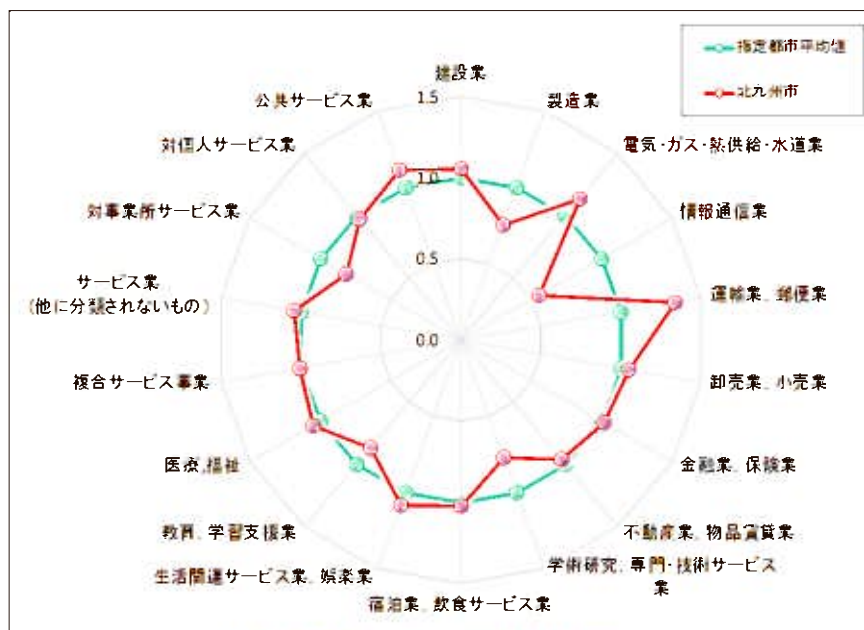 指定都市平均値
北九州市
建設業
公共サービス業
1.5
製造業
対個人サービス業
1.0
電気・ガス・熱供給・水道業
対事業所サービス業
情報通信業
サービス業
(他に分類されないもの)
0.5
運輸業、郵便業
0.0
複合サービス事業
卸売業、小売業
医療,福祉
金融業、保険業
教育、学習支援業
不動産業、物品賃貸業
生活関連サービス業、娯楽業
学術研究、専門・技術サービス
業
宿泊業、飲食サービス業